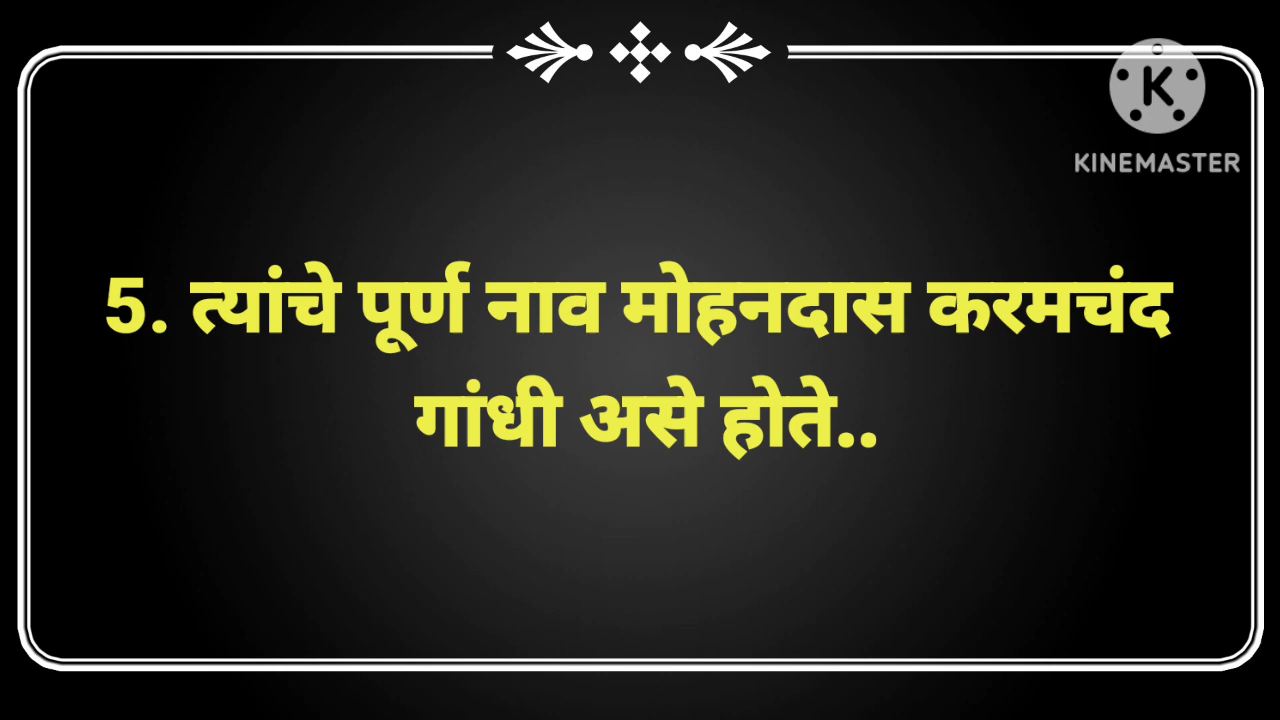 K
KINEMASTER
5. त्यांचे पूर्ण नाव मोहनदास करमचंद
गांधी असे होते..